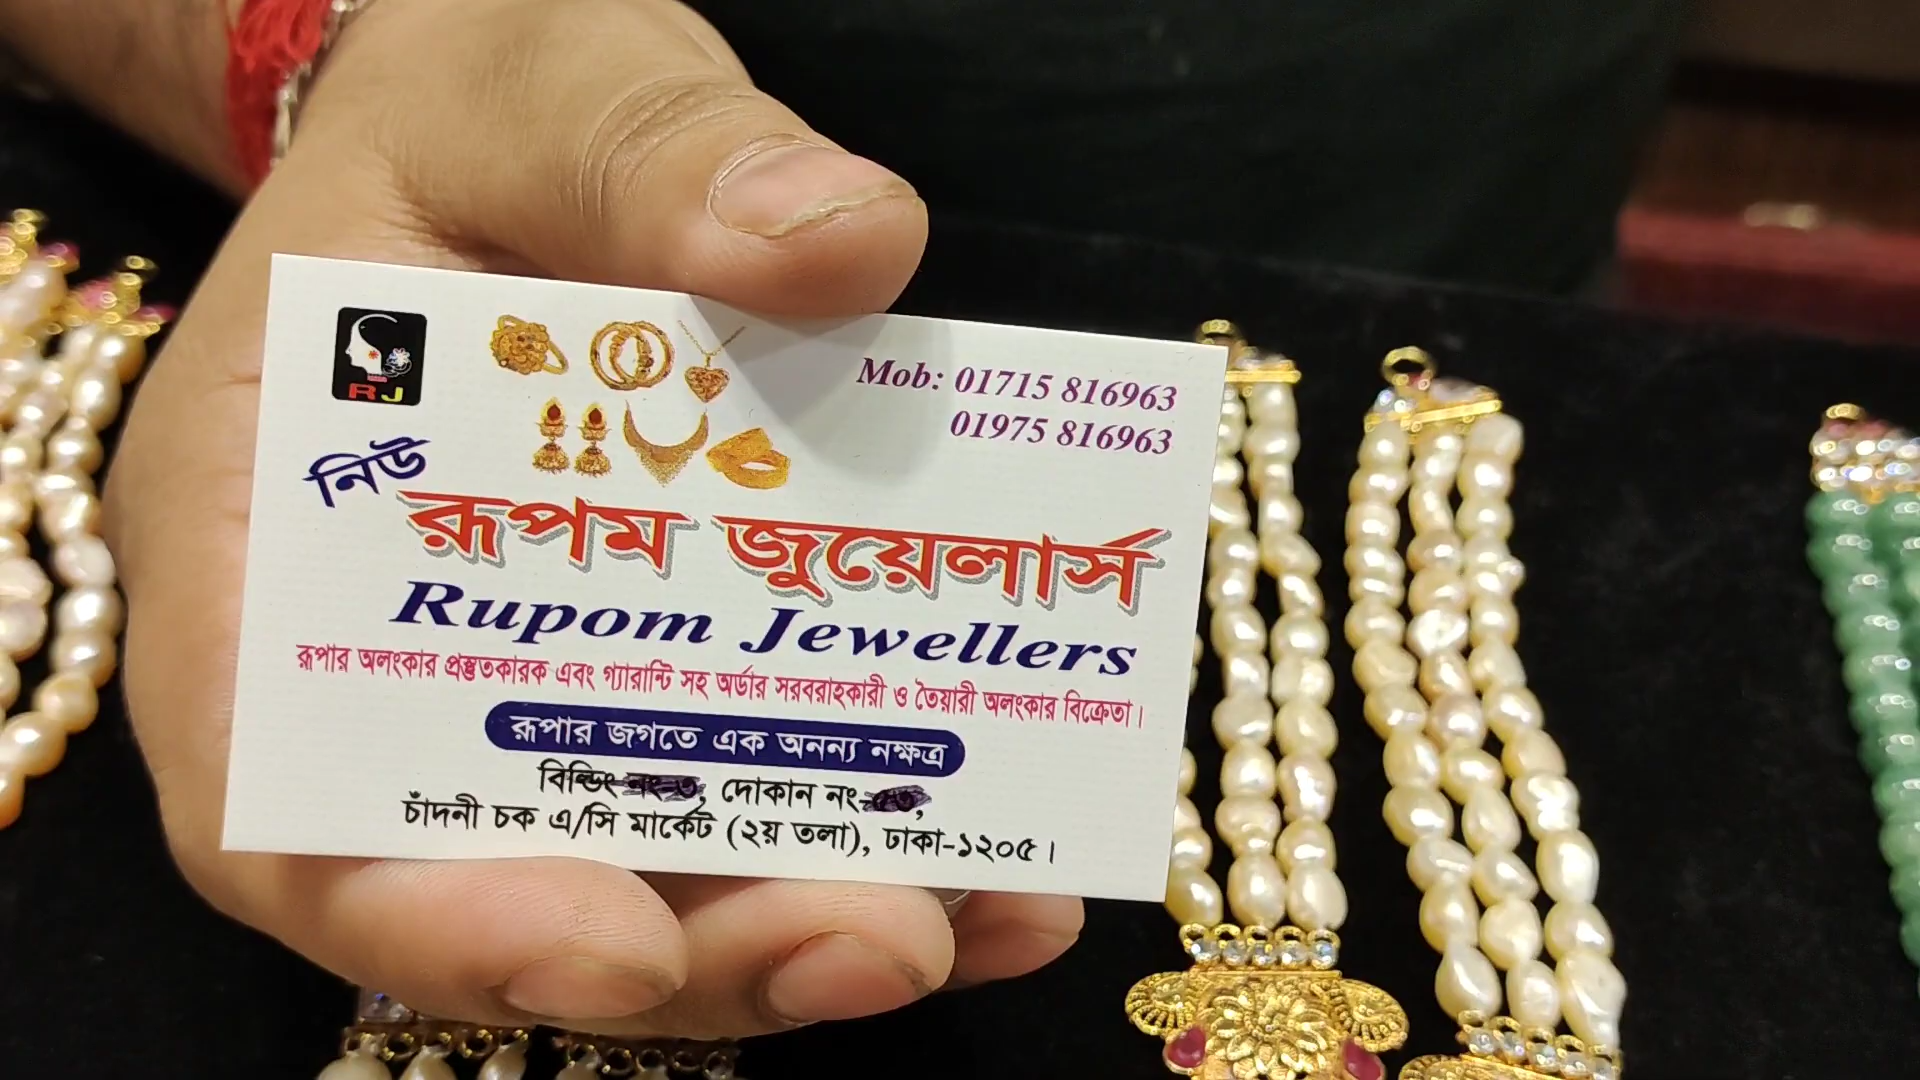 RJ
Mob: 01715 816963
01975 816963
নিউ
রূপম জুয়েলার্স
Rupom Jewellers
রূপার অলংকার প্রস্তুতকারক এবং গ্যারান্টি সহ অর্ডার সরবরাহকারী ও তৈয়ারী অলংকার বিক্রেতা।
রূপার জগতে এক অনন্য নক্ষত্র
বিল্ডিং নং-৩, দোকান নং-
চাঁদনী চক এ/সি মার্কেট (২য় তলা), ঢাকা-১২০৫।